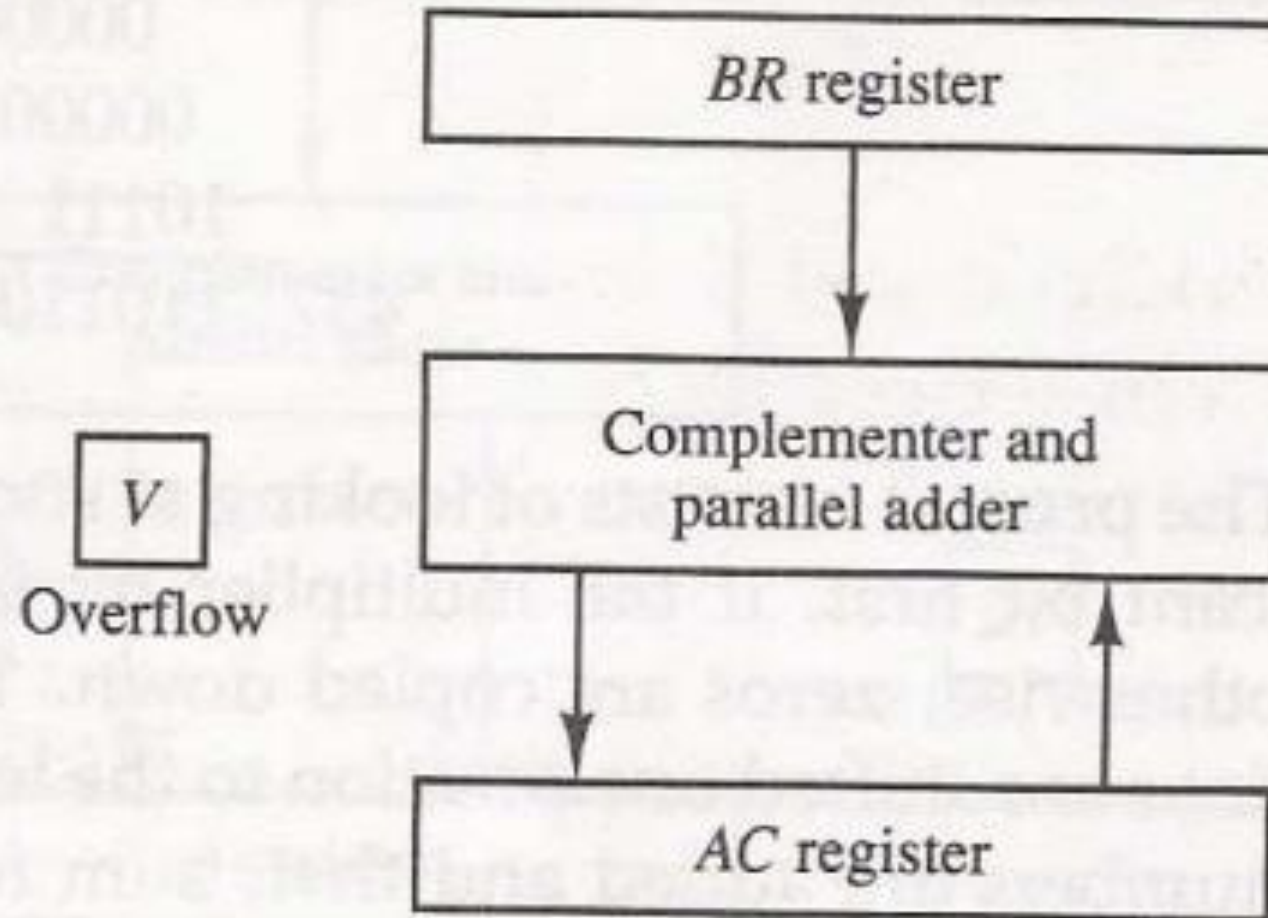 BR register
Complementer and
parallel adder
V
Overflow
AC register